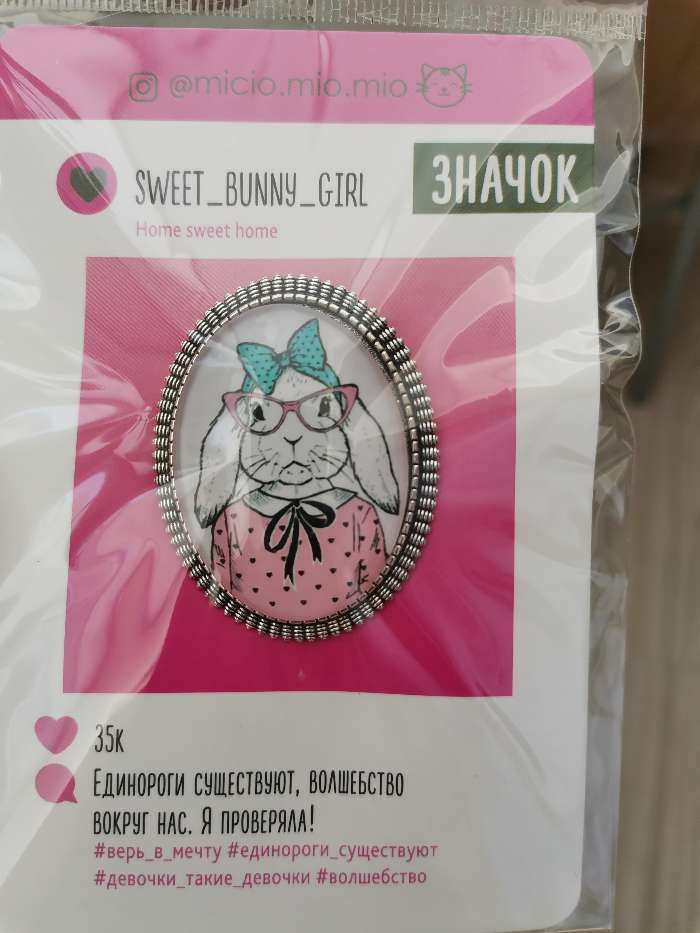 @micio.mio.mio
SWEET_BUNNY_GIRL
ЗНАЧОК
Home sweet home
35K
Единороги существуют, волшебство
вокруг нас. Я проверяла!
#верь_в_мечту #единороги_существуют
#девочки_такие_девочки #волшебство